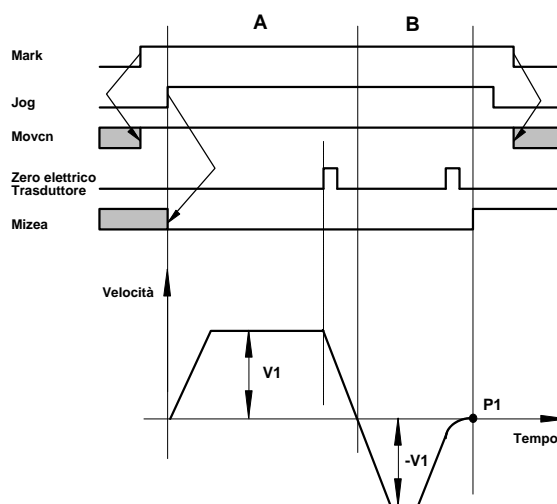 A B
Mark
Jog
Movcn
Zero elettrico
Trasduttore
Mizea
Velocità
V1
P1
Tempo
-V1